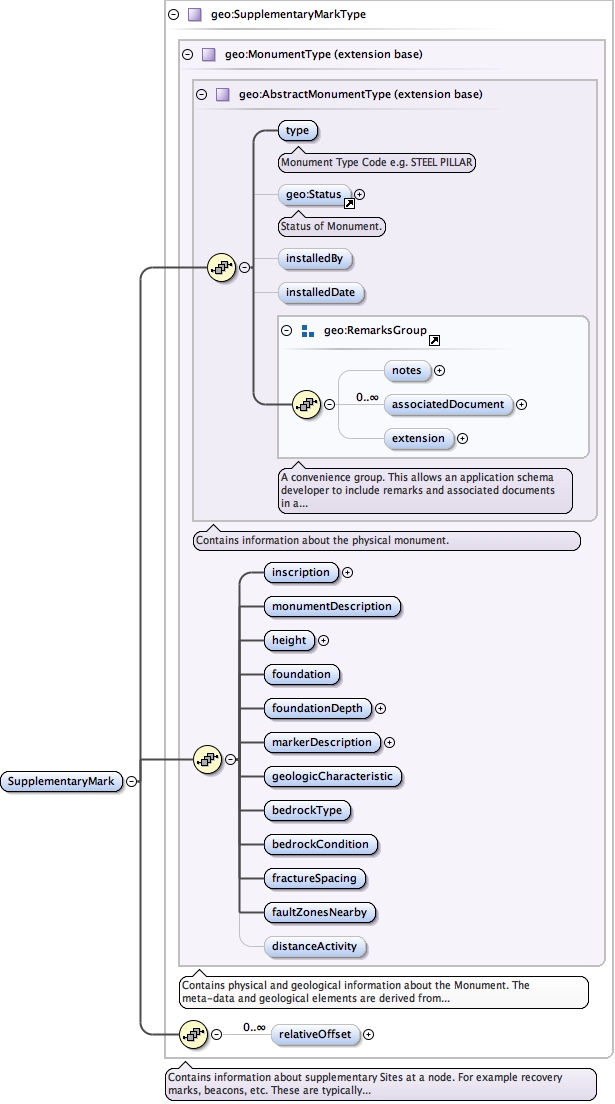 geo:SupplementaryMarkType
geo:MonumentType (extension base)
geo:AbstractMonumentType (extension base)
type
Monument Type Code e.g. STEEL PILLAR
geo:Status
Status of Monument.
installedBy
installedDate
geo:RemarksGroup
notes
0..∞
associatedDocument
extension
A convenience group. This allows an application schema
developer to include remarks and associated documents
in a...
Contains information about the physical monument.
inscription
monumentDescription
height
foundation
foundationDepth
markerDescription
SupplementaryMark
geologicCharacteristic
bedrockType
bedrockCondition
fractureSpacing
faultZonesNearby
distanceActivity
Contains physical and geological information about the Monument. The
meta-data and geological elements are derived from...
0..∞
relativeOffset
Contains information about supplementary Sites at a node. For example recovery
marks, beacons, etc. These are typically...